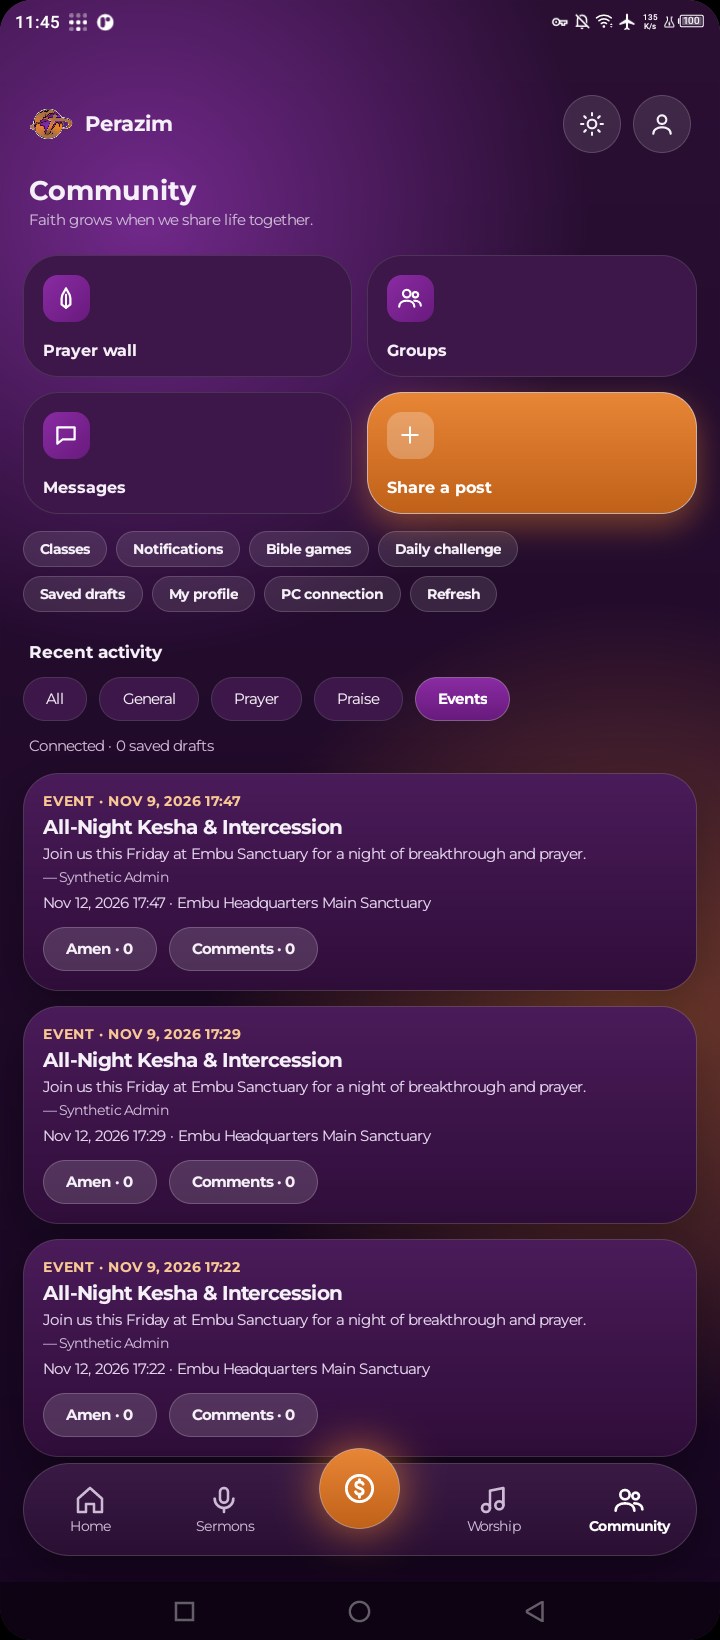 11:45
135
K/s
100
Perazim
Community
Faith grows when we share life together.
Prayer wall
Groups
Messages
Share a post
Classes
Notifications
Bible games
Daily challenge
Saved drafts
My profile
PC connection
Refresh
Recent activity
All
General
Prayer
Praise
Events
Connected · 0 saved drafts
EVENT · NOV 9, 2026 17:47
All-Night Kesha & Intercession
Join us this Friday at Embu Sanctuary for a night of breakthrough and prayer.
— Synthetic Admin
Nov 12, 2026 17:47 · Embu Headquarters Main Sanctuary
Amen · 0
Comments · 0
EVENT · NOV 9, 2026 17:29
All-Night Kesha & Intercession
Join us this Friday at Embu Sanctuary for a night of breakthrough and prayer.
— Synthetic Admin
Nov 12, 2026 17:29 · Embu Headquarters Main Sanctuary
Amen · 0
Comments · 0
EVENT · NOV 9, 2026 17:22
All-Night Kesha & Intercession
Join us this Friday at Embu Sanctuary for a night of breakthrough and prayer.
— Synthetic Admin
Nov 12, 2026 17:22 · Embu Headquarters Main Sanctuary
Amen · 0
Comments · 0
Home
Sermons
Worship
Community